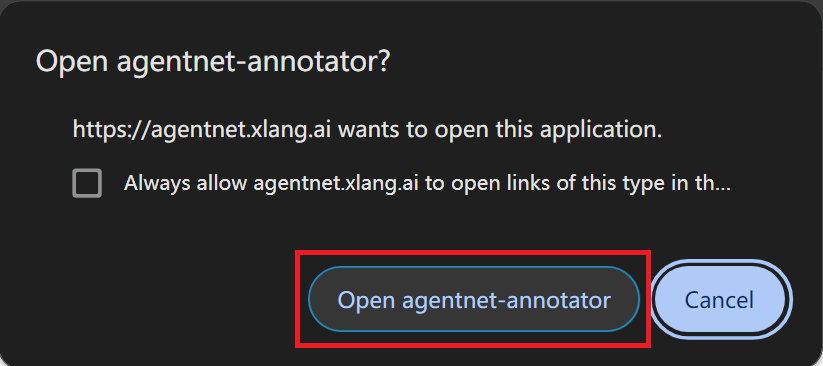 Open agentnet-annotator?
https://agentnet.xlang.ai wants to open this application.
Always allow agentnet.xlang.ai to open links of this type in th...
Open agentnet-annotator
Cancel